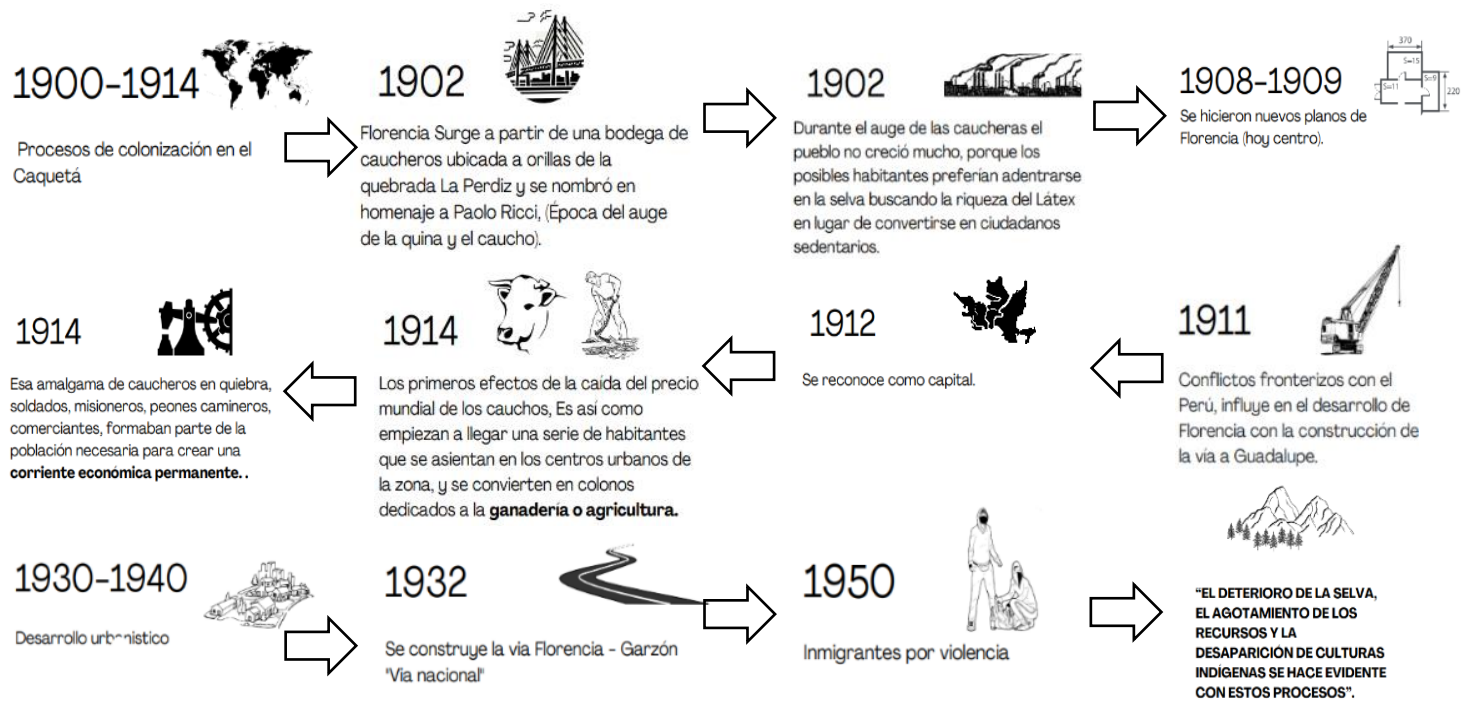 1900-1914
Procesos de colonización en el
Caquetá
1902
Florencia Surge a partir de una bodega de
caucheros ubicada a orillas de la
quebrada La Perdiz y se nombró en
homenaje a Paolo Ricci, (Época del auge
de la quina y el caucho).
1902
Durante el auge de las caucheras el
pueblo no creció mucho, porque los
posibles habitantes preferían adentrarse
en la selva buscando la riqueza del Látex
en lugar de convertirse en ciudadanos
sedentarios.
1908-1909
Se hicieron nuevos planos de
Florencia (hoy centro).
370
S=15
S=11
S=9
220
1911
Conflictos fronterizos con el
Perú, influye en el desarrollo de
Florencia con la construcción de
la vía a Guadalupe.
1912
Se reconoce como capital.
1914
Los primeros efectos de la caída del precio
mundial de los cauchos, Es así como
empiezan a llegar una serie de habitantes
que se asientan en los centros urbanos de
la zona, y se convierten en colonos
dedicados a la ganadería o agricultura.
1914
Esa amalgama de caucheros en quiebra,
soldados, misioneros, peones camineros,
comerciantes, formaban parte de la
población necesaria para crear una
corriente económica permanente. .
1930-1940
Desarrollo urbanistico
1932
Se construye la via Florencia - Garzón
"Via nacional"
1950
Inmigrantes por violencia
“EL DETERIORO DE LA SELVA,
EL AGOTAMIENTO DE LOS
RECURSOS Y LA
DESAPARICIÓN DE CULTURAS
INDÍGENAS SE HACE EVIDENTE
CON ESTOS PROCESOS”.